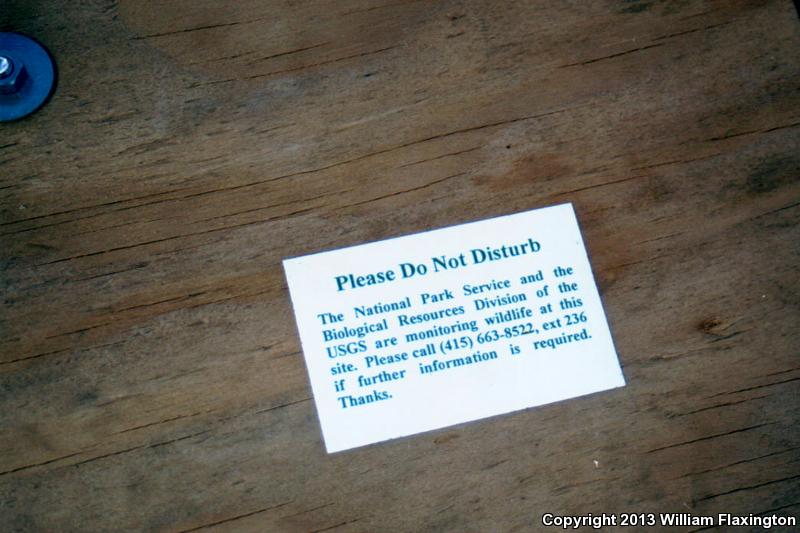 Please Do Not Disturb
The National Park Service and the
Biological Resources Division of the
USGS are monitoring wildlife at this
site. Please call (415) 663-8522, ext 236
if further information is required.
Thanks.
Copyright 2013 William Flaxington